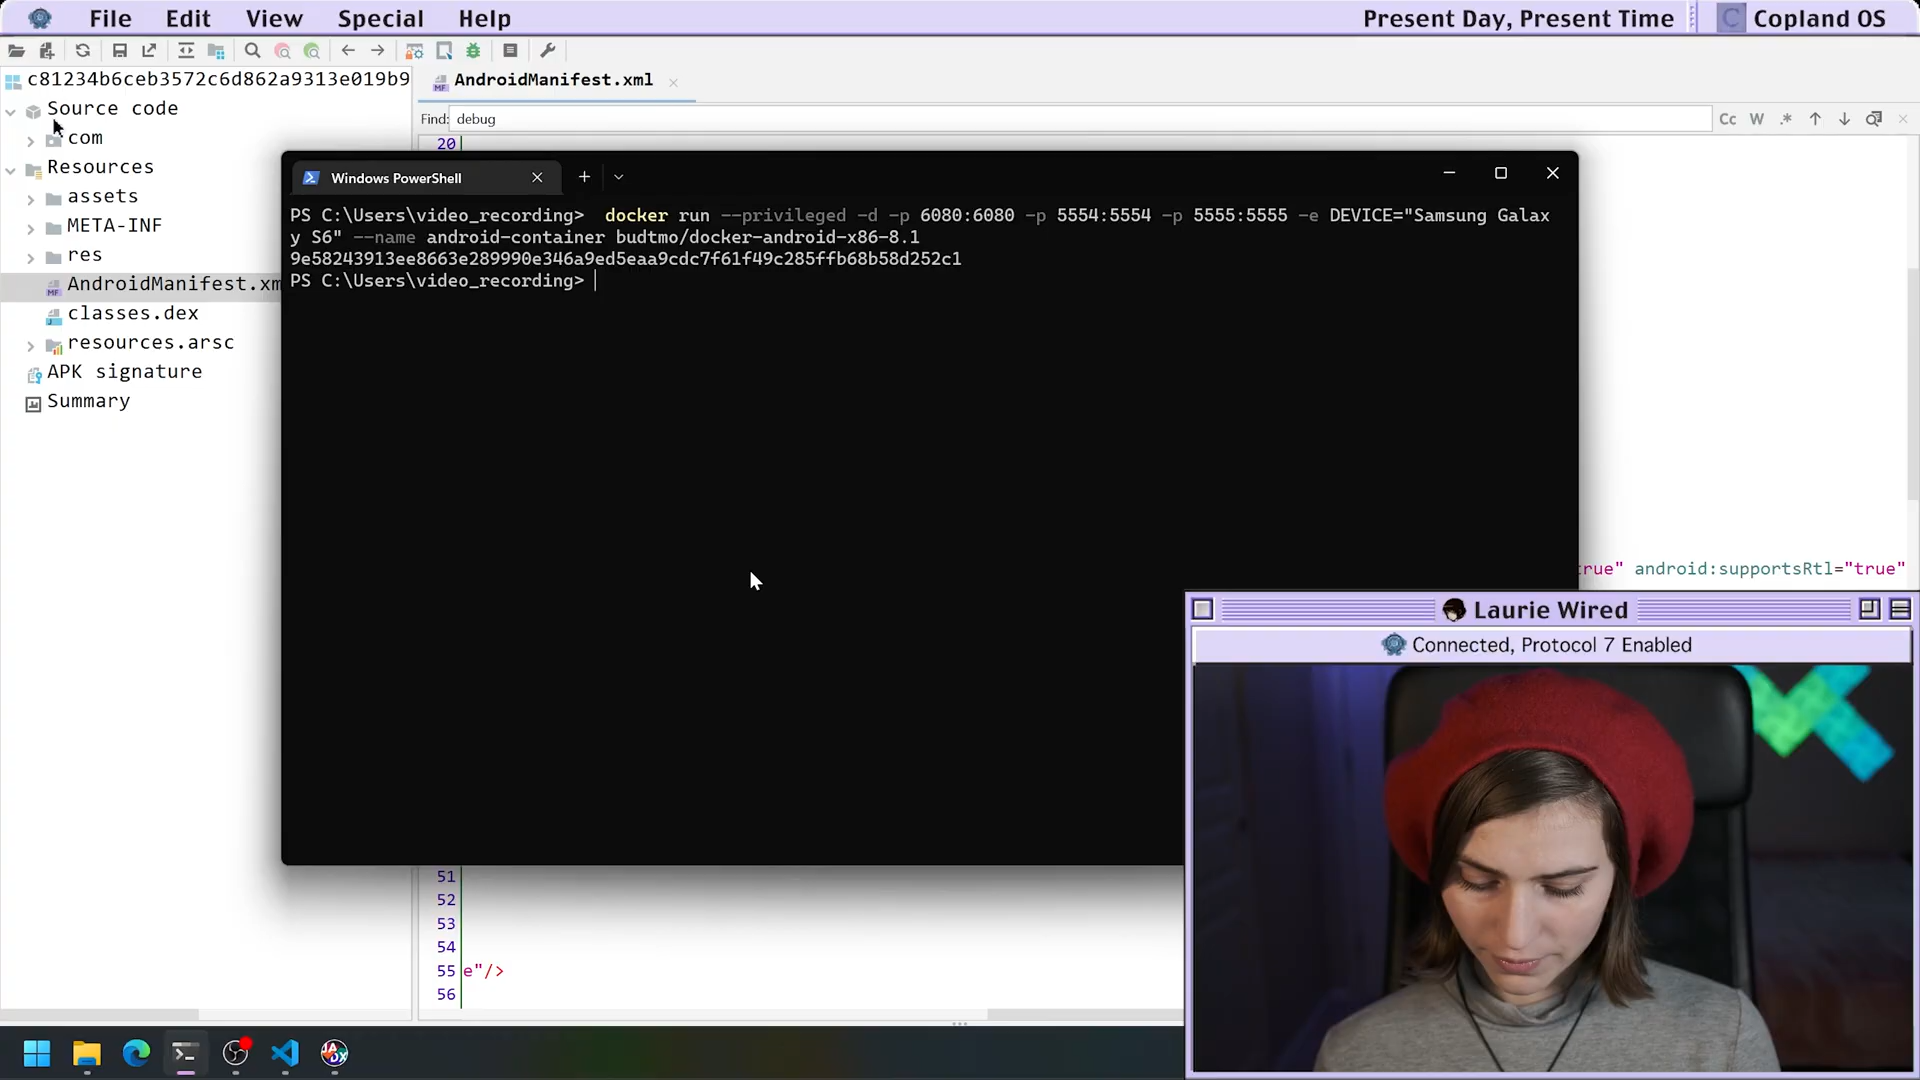 File Edit View Special Help
Present Day, Present Time
Copland OS
c81234b6ceb3572c6d862a9313e019b9
Source code
com
Resources
assets
META-INF
res
AndroidManifest.xm
classes.dex
resources.arsc
APK signature
Summary
AndroidManifest.xml
Find: debug
Cc W .*
20
Windows PowerShell
PS C:\Users\video_recording>  docker run --privileged -d -p 6080:6080 -p 5554:5554 -p 5555:5555 -e DEVICE="Samsung Galax
y S6" --name android-container budtmo/docker-android-x86-8.1
9e58243913ee8663e289990e346a9ed5eaa9cdc7f61f49c285ffb68b58d252c1
PS C:\Users\video_recording>
rue" android:supportsRtl="true"
51
52
53
54
55 e"/>
56
Laurie Wired
Connected, Protocol 7 Enabled